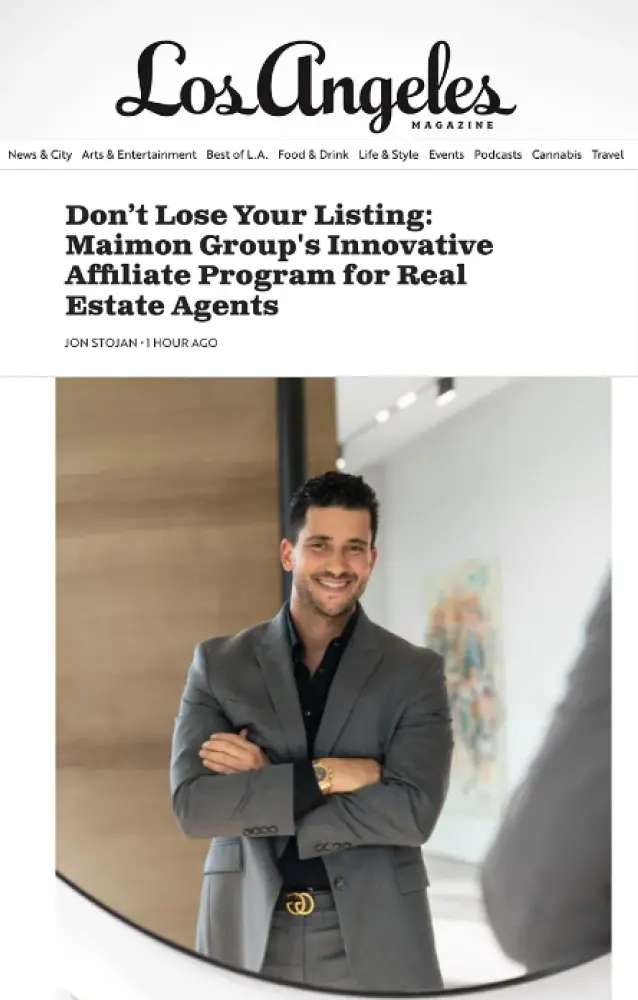 Los Angeles
MAGAZINE
News & City Arts & Entertainment Best of L.A. Food & Drink Life & Style Events Podcasts Cannabis Travel
Don’t Lose Your Listing:
Maimon Group's Innovative
Affiliate Program for Real
Estate Agents
JON STOJAN • 1 HOUR AGO